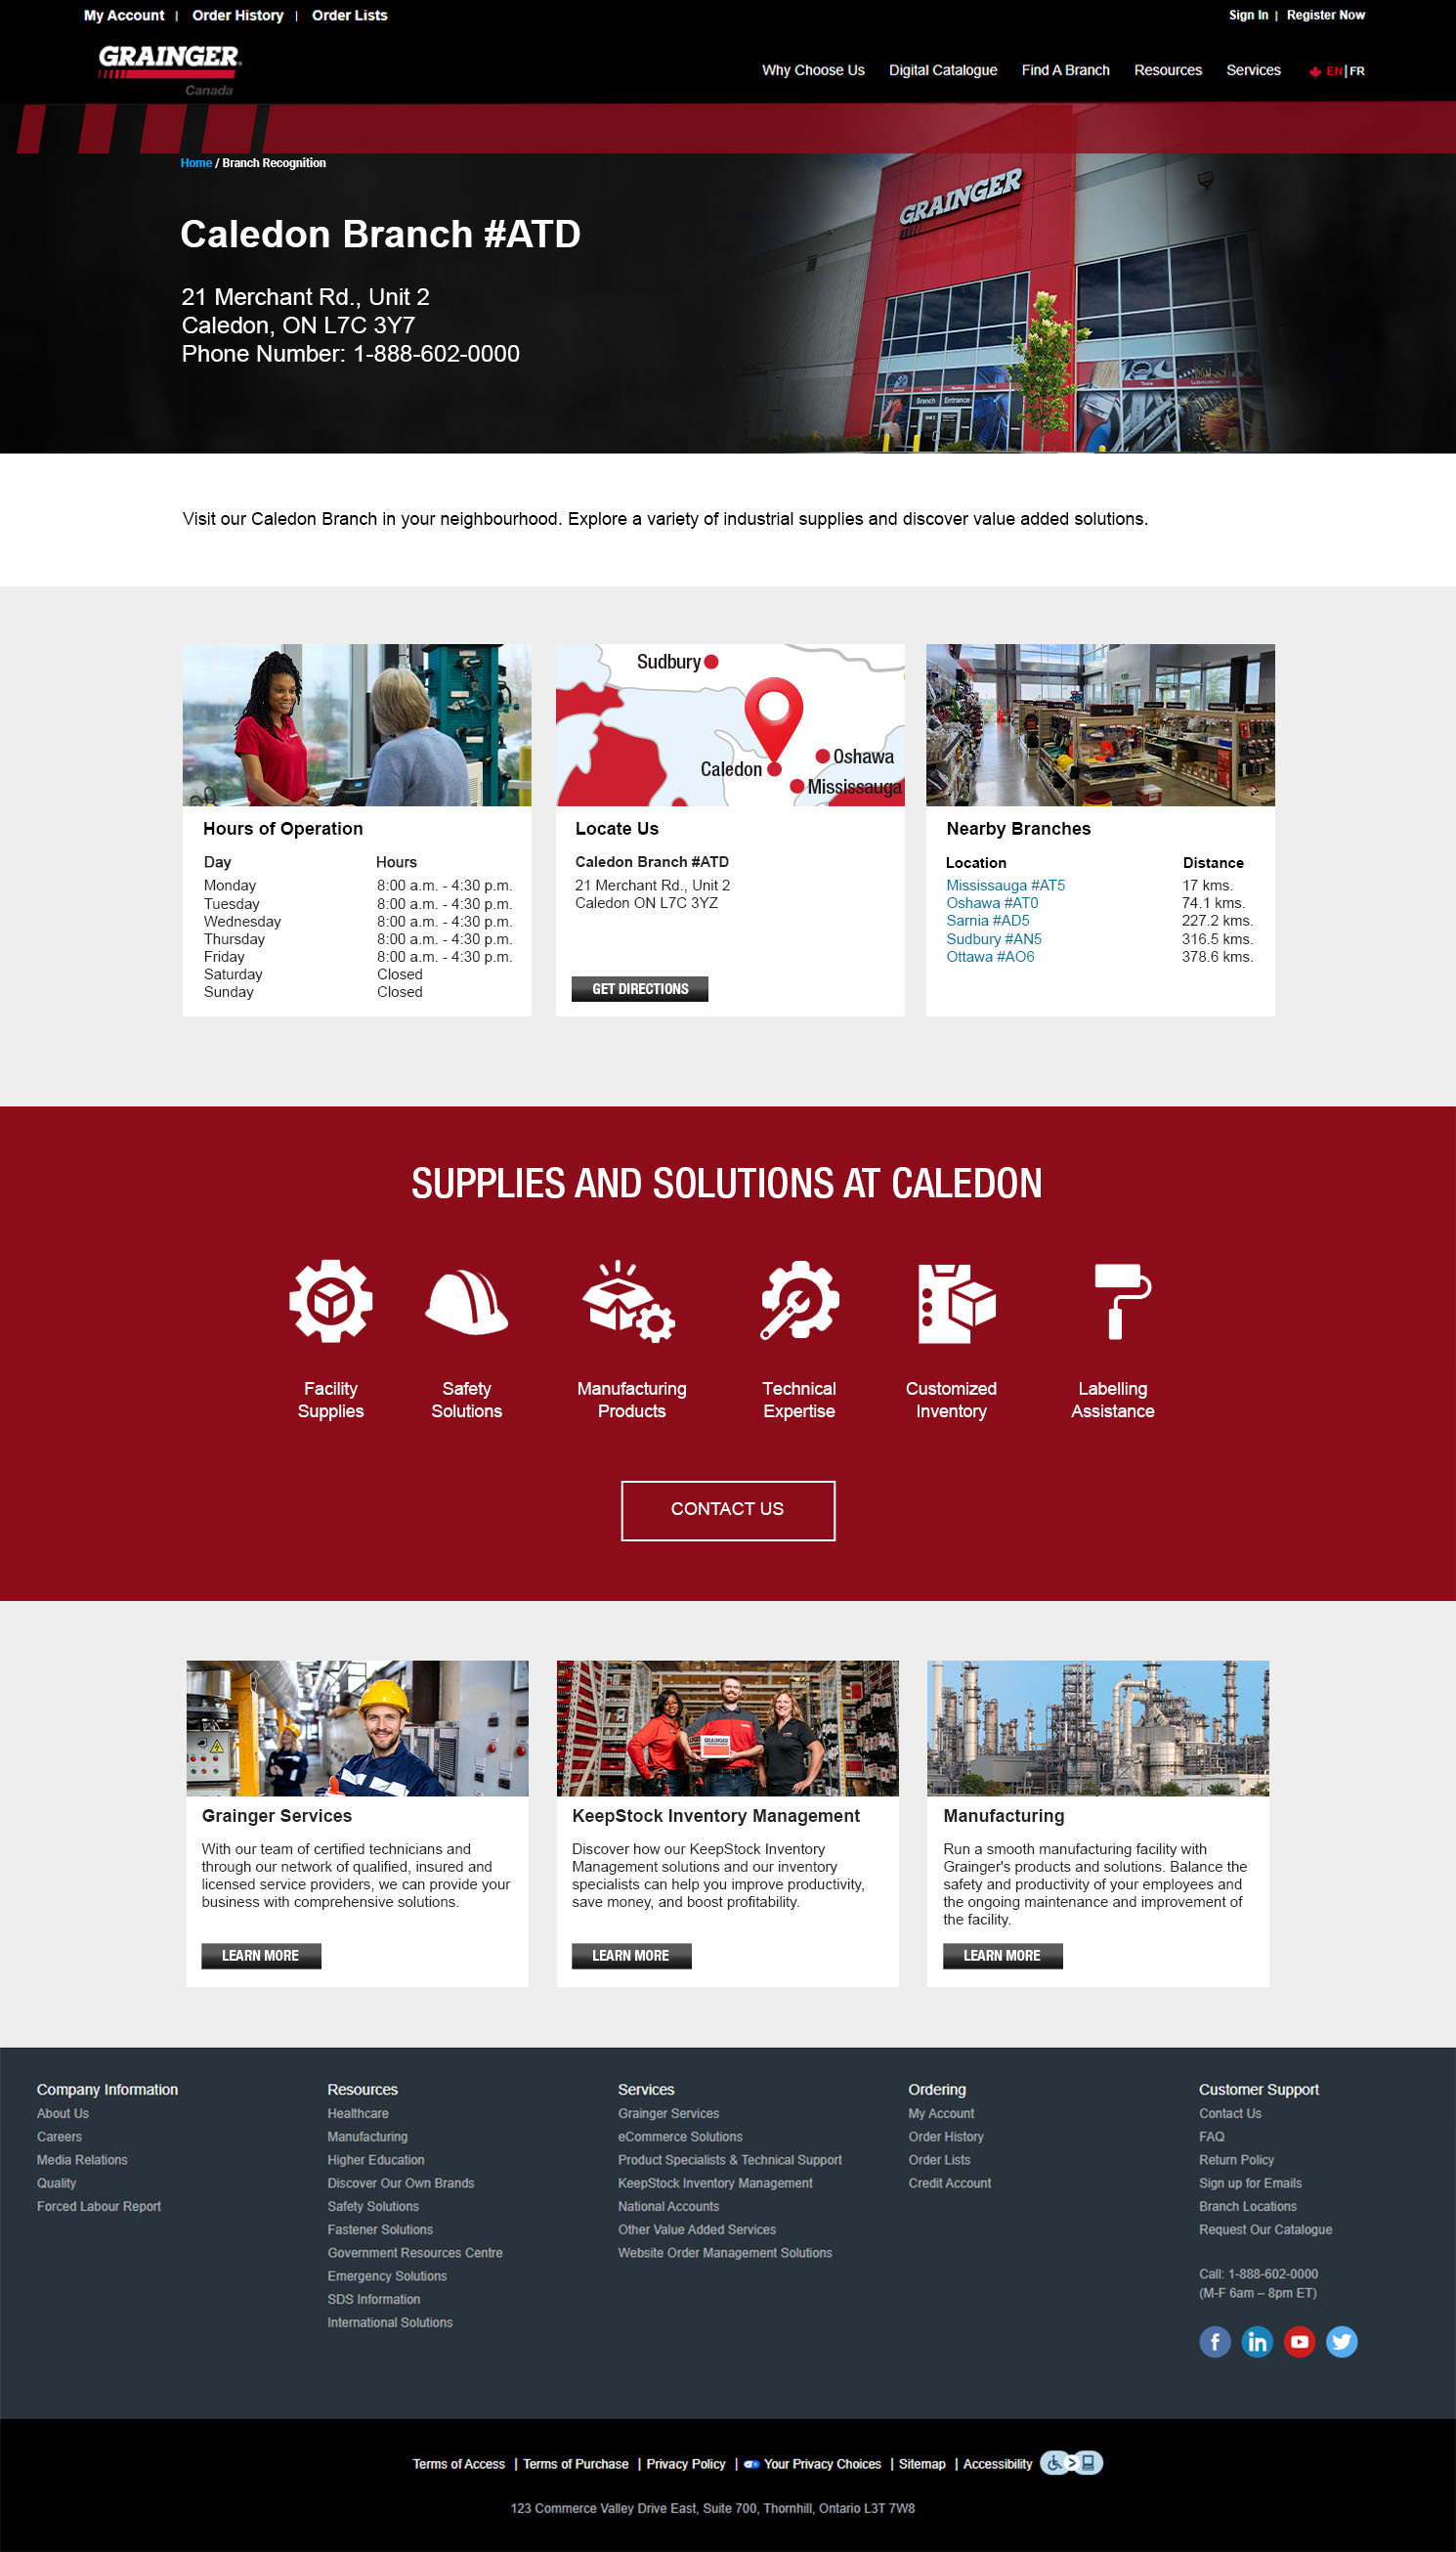 My Account | Order History | Order Lists
Sign In | Register Now
GRAINGER
Canada
Why Choose Us Digital Catalogue Find A Branch Resources Services EN|FR
Home / Branch Recognition
GRAINGER
Caledon Branch #ATD
21 Merchant Rd., Unit 2
Caledon, ON L7C 3Y7
Phone Number: 1-888-602-0000
Branch Entrance
Unit 2
Tools
Lubrication
Visit our Caledon Branch in your neighbourhood. Explore a variety of industrial supplies and discover value added solutions.
Sudbury
Oshawa
Caledon
Mississauga
Seasonal
Hours of Operation
Day Hours
Monday 8:00 a.m. - 4:30 p.m.
Tuesday 8:00 a.m. - 4:30 p.m.
Wednesday 8:00 a.m. - 4:30 p.m.
Thursday 8:00 a.m. - 4:30 p.m.
Friday 8:00 a.m. - 4:30 p.m.
Saturday Closed
Sunday Closed
Locate Us
Caledon Branch #ATD
21 Merchant Rd., Unit 2
Caledon ON L7C 3YZ
GET DIRECTIONS
Nearby Branches
Location Distance
Mississauga #AT5 17 kms.
Oshawa #AT0 74.1 kms.
Sarnia #AD5 227.2 kms.
Sudbury #AN5 316.5 kms.
Ottawa #AO6 378.6 kms.
SUPPLIES AND SOLUTIONS AT CALEDON
Facility
Supplies
Safety
Solutions
Manufacturing
Products
Technical
Expertise
Customized
Inventory
Labelling
Assistance
CONTACT US
GRAINGER
Grainger Services
With our team of certified technicians and
through our network of qualified, insured and
licensed service providers, we can provide your
business with comprehensive solutions.
LEARN MORE
KeepStock Inventory Management
Discover how our KeepStock Inventory
Management solutions and our inventory
specialists can help you improve productivity,
save money, and boost profitability.
LEARN MORE
Manufacturing
Run a smooth manufacturing facility with
Grainger's products and solutions. Balance the
safety and productivity of your employees and
the ongoing maintenance and improvement of
the facility.
LEARN MORE
Company Information
About Us
Careers
Media Relations
Quality
Forced Labour Report
Resources
Healthcare
Manufacturing
Higher Education
Discover Our Own Brands
Safety Solutions
Fastener Solutions
Government Resources Centre
Emergency Solutions
SDS Information
International Solutions
Services
Grainger Services
eCommerce Solutions
Product Specialists & Technical Support
KeepStock Inventory Management
National Accounts
Other Value Added Services
Website Order Management Solutions
Ordering
My Account
Order History
Order Lists
Credit Account
Customer Support
Contact Us
FAQ
Return Policy
Sign up for Emails
Branch Locations
Request Our Catalogue
Call: 1-888-602-0000
(M-F 6am – 8pm ET)
Terms of Access | Terms of Purchase | Privacy Policy | Your Privacy Choices | Sitemap | Accessibility
123 Commerce Valley Drive East, Suite 700, Thornhill, Ontario L3T 7W8